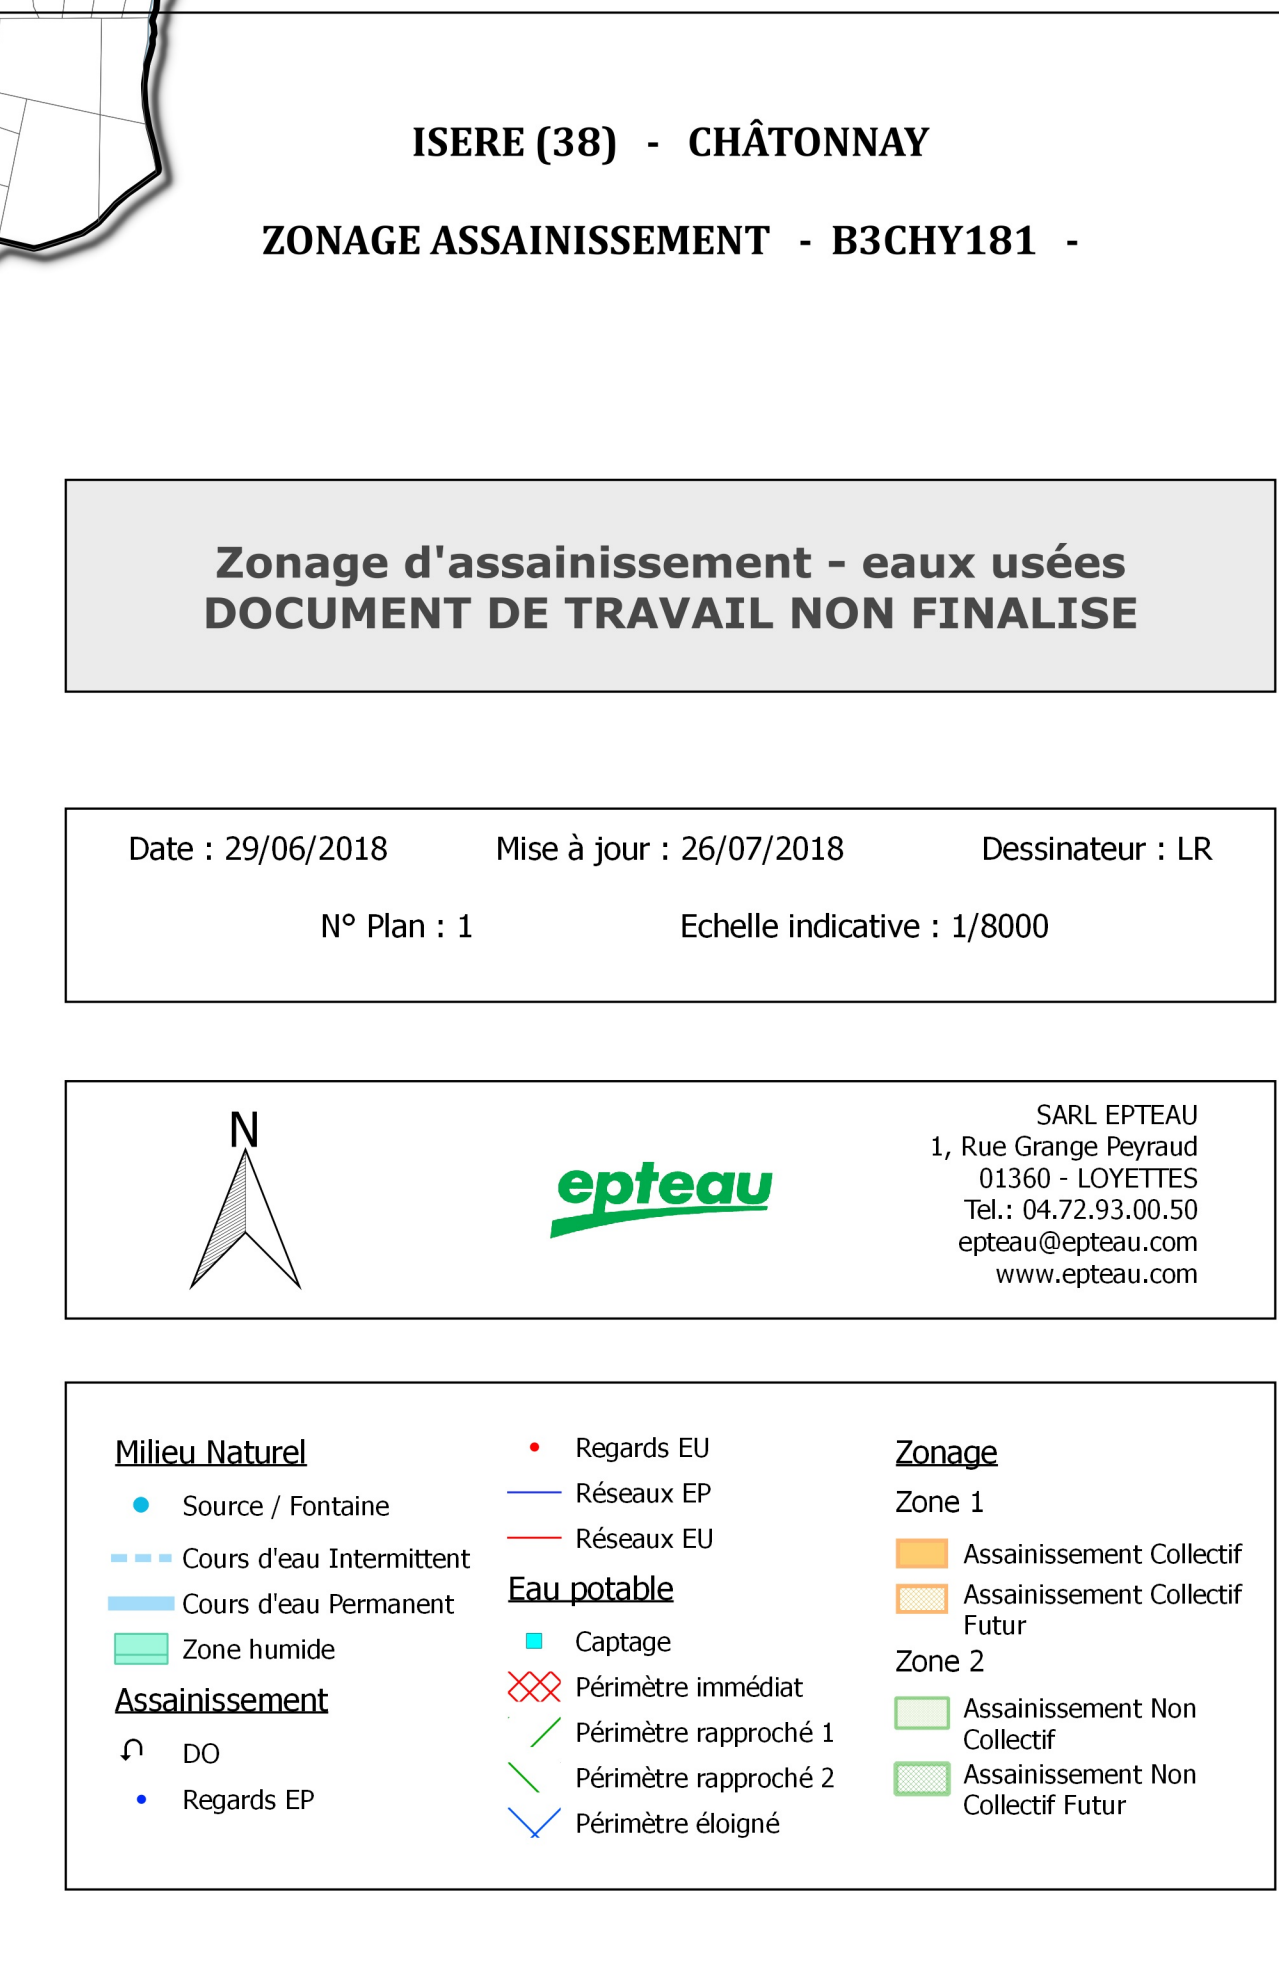 ISERE (38) - CHÂTONNAY
ZONAGE ASSAINISSEMENT - B3CHY181 -
Zonage d'assainissement - eaux usées
DOCUMENT DE TRAVAIL NON FINALISE
Date : 29/06/2018 Mise à jour : 26/07/2018 Dessinateur : LR
N° Plan : 1 Echelle indicative : 1/8000
N
epteau
SARL EPTEAU
1, Rue Grange Peyraud
01360 - LOYETTES
Tel.: 04.72.93.00.50
epteau@epteau.com
www.epteau.com
Milieu Naturel
Source / Fontaine
Cours d'eau Intermittent
Cours d'eau Permanent
Zone humide
Assainissement
DO
Regards EP
Regards EU
Réseaux EP
Réseaux EU
Eau potable
Captage
Périmètre immédiat
Périmètre rapproché 1
Périmètre rapproché 2
Périmètre éloigné
Zonage
Zone 1
Assainissement Collectif
Assainissement Collectif
Futur
Zone 2
Assainissement Non
Collectif
Assainissement Non
Collectif Futur